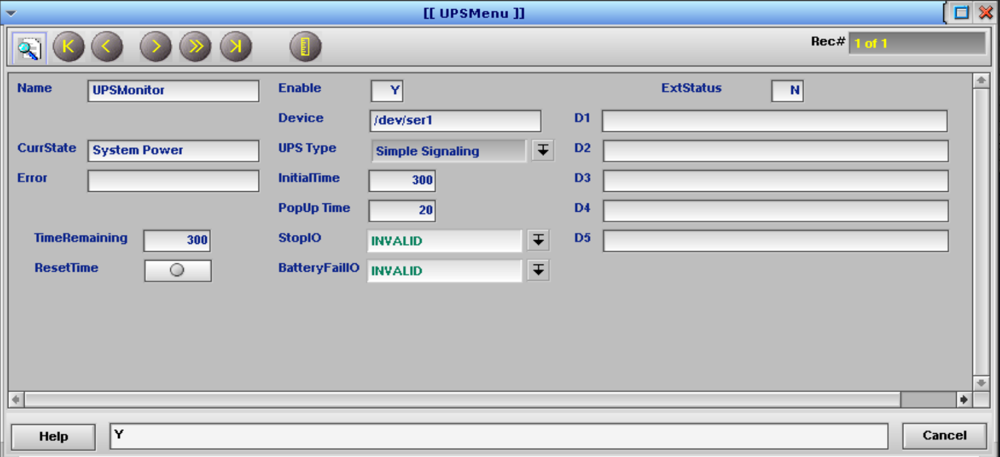 [[ UPSMenu ]]
Rec# 1 of 1
Name UPSMonitor Enable Y ExtStatus N
Device /dev/ser1 D1
CurrState System Power UPS Type Simple Signaling D2
Error InitialTime 300 D3
PopUp Time 20 D4
TimeRemaining 300 StopIO INVALID D5
ResetTime BatteryFailIO INVALID
Help Y Cancel